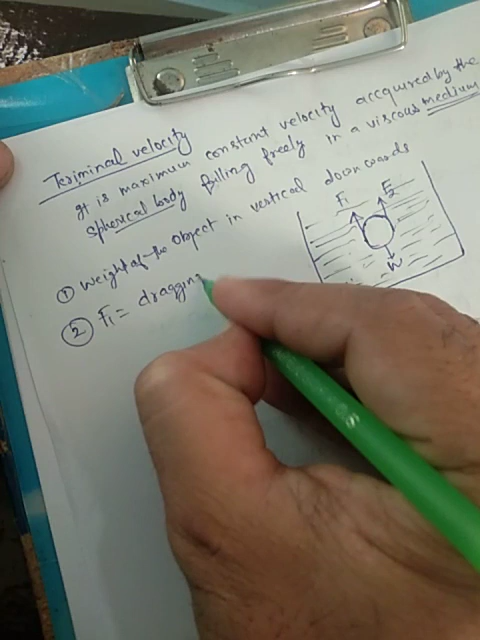 Terminal velocity
It is maximum constant velocity accquired by the
Spherical body falling freely in a viscous medium
① Weight of the Object in vertical downwards
② F1 = dragging
F1 F2
W